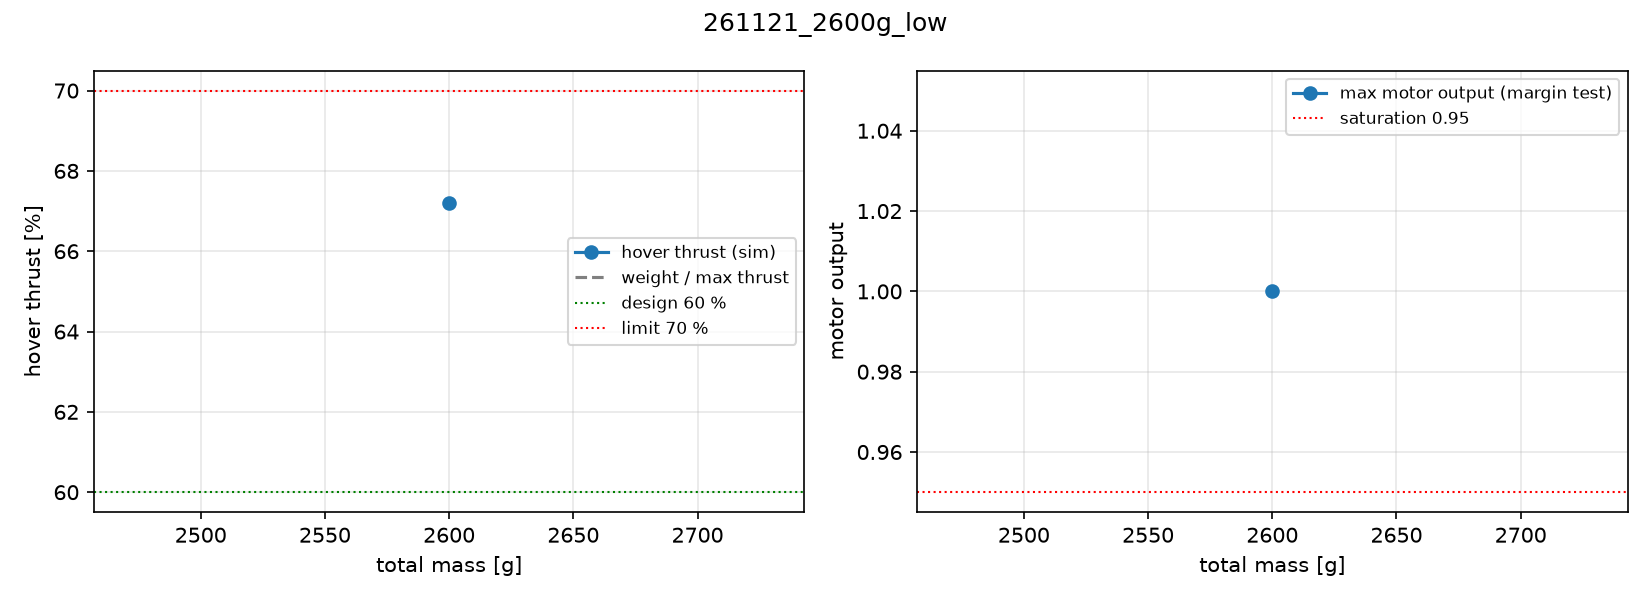 261121_2600g_low
hover thrust [%]
70
68
66
64
62
60
hover thrust (sim)
weight / max thrust
design 60 %
limit 70 %
2500
2550
2600
2650
2700
total mass [g]
motor output
1.04
1.02
1.00
0.98
0.96
max motor output (margin test)
saturation 0.95
2500
2550
2600
2650
2700
total mass [g]